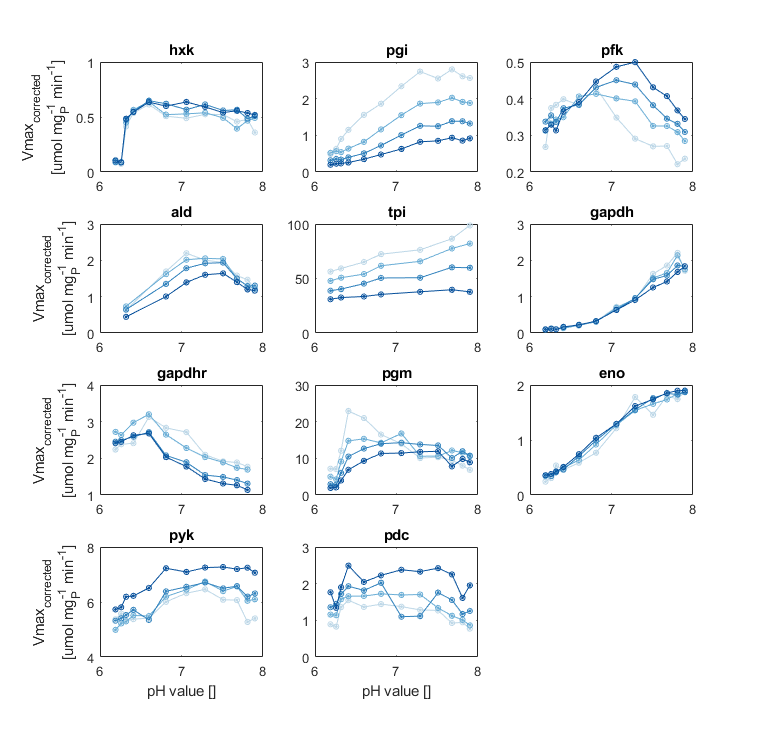 hxk
pgi
pfk
Vmax_corrected
[umol mg_P^-1 min^-1]
1
0.5
0
6 7 8
3
2
1
0
6 7 8
0.5
0.4
0.3
0.2
6 7 8
ald
tpi
gapdh
Vmax_corrected
[umol mg_P^-1 min^-1]
3
2
1
0
6 7 8
100
50
0
6 7 8
3
2
1
0
6 7 8
gapdhr
pgm
eno
Vmax_corrected
[umol mg_P^-1 min^-1]
4
3
2
1
6 7 8
30
20
10
0
6 7 8
2
1
0
6 7 8
pyk
pdc
Vmax_corrected
[umol mg_P^-1 min^-1]
8
6
4
6 7 8
pH value []
3
2
1
0
6 7 8
pH value []